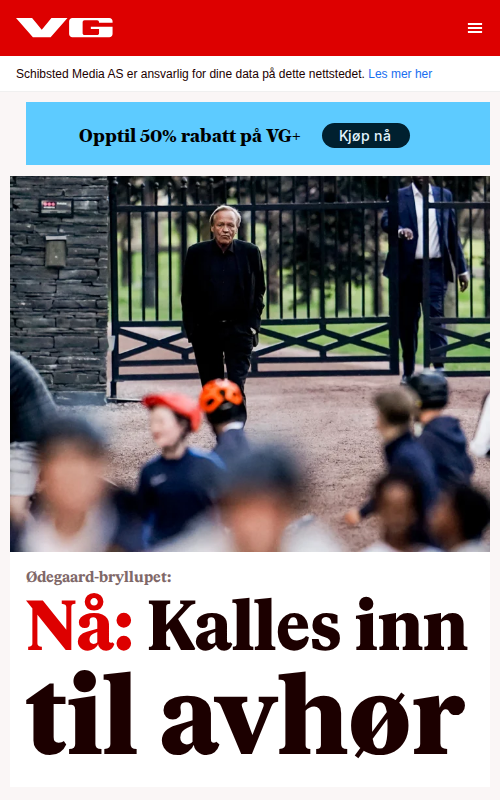 VG
Schibsted Media AS er ansvarlig for dine data på dette nettstedet. Les mer her
Opptil 50% rabatt på VG+
Kjøp nå
Ødegaard-bryllupet:
Nå: Kalles inn
til avhør